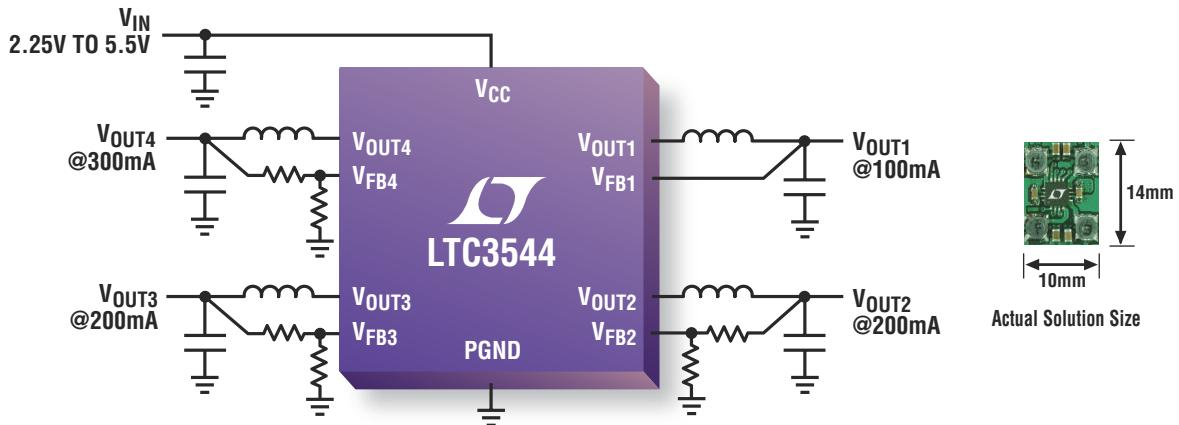 VIN
2.25V TO 5.5V
VCC
VOUT4
@300mA
VOUT4
VFB4
VOUT1
VFB1
VOUT1
@100mA
LTC3544
VOUT3
@200mA
VOUT3
VFB3
VOUT2
VFB2
VOUT2
@200mA
PGND
14mm
10mm
Actual Solution Size